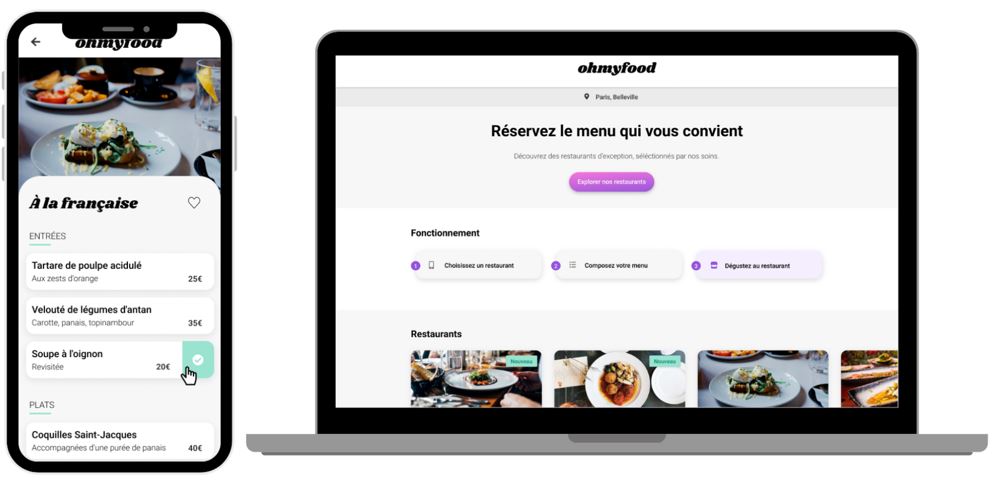 ohmyfood
À la française
ENTRÉES
Tartare de poulpe acidulé
Aux zests d'orange 25€
Velouté de légumes d'antan
Carotte, panais, topinambour 35€
Soupe à l'oignon
Revisitée 20€
PLATS
Coquilles Saint-Jacques
Accompagnées d'une purée de panais 40€
ohmyfood
Paris, Belleville
Réservez le menu qui vous convient
Découvrez des restaurants d'exception, séléctionnés par nos soins.
Explorer nos restaurants
Fonctionnement
1 Choisissez un restaurant
2 Composez votre menu
3 Dégustez au restaurant
Restaurants
Nouveau
Nouveau